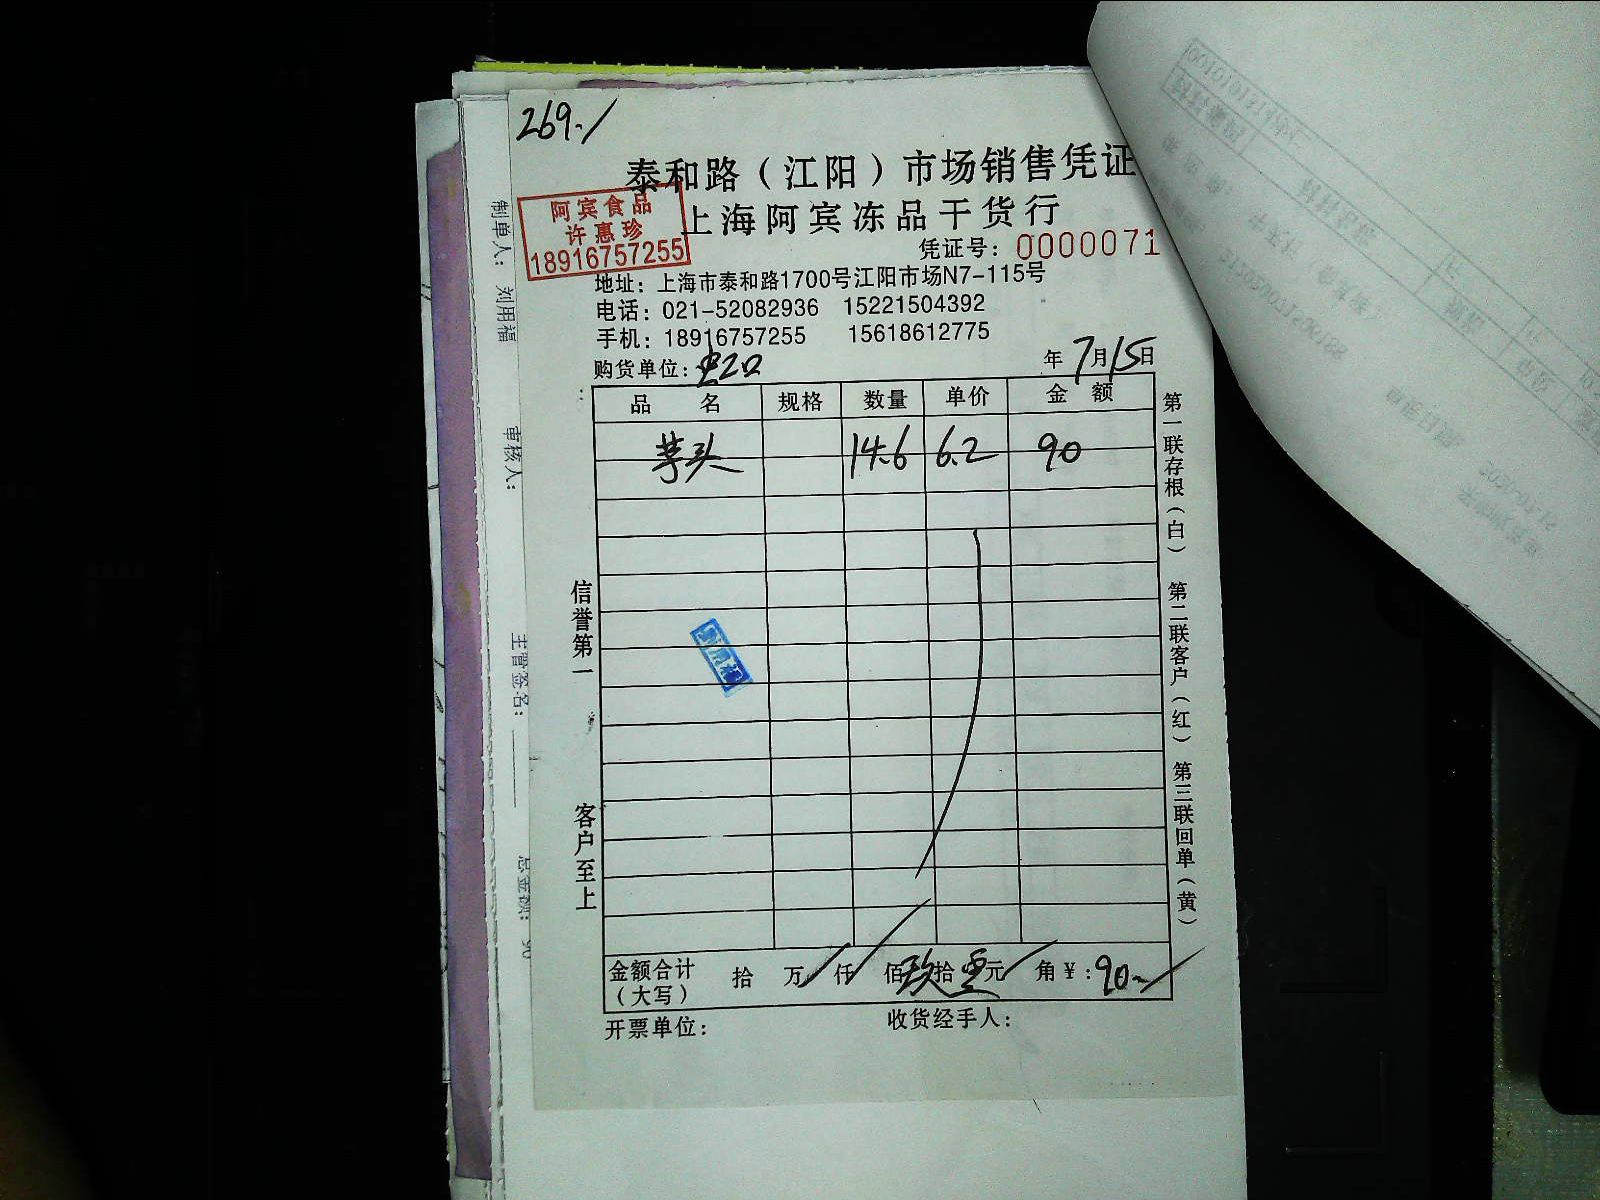 269./
泰和路（江阳）市场销售凭证
上海阿宾冻品干货行
阿宾食品
许惠珍
18916757255
凭证号：0000071
地址：上海市泰和路1700号江阳市场N7-115号
电话：021-52082936 15221504392
手机：18916757255 15618612775
购货单位： 年7月15日
品名 规格 数量 单价 金额
芋头 14.6 6.2 90
信誉第一 客户至上
第一联存根（白） 第二联客户（红） 第三联回单（黄）
金额合计（大写） 拾 万 仟 佰 玖拾 零元 角 ¥：90-
开票单位： 收货经手人：
制单人： 刘用福 审核人： 主管签名： 总金额： 90